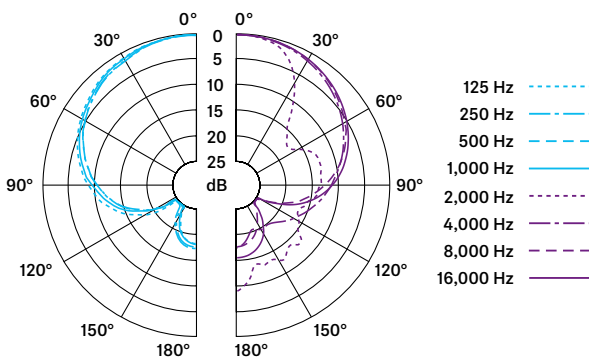 0° 0°
30° 0 30°
5
60° 10 60°
15
20
25
90° dB 90°
120° 120°
150° 150°
180° 180°
125 Hz
250 Hz
500 Hz
1,000 Hz
2,000 Hz
4,000 Hz
8,000 Hz
16,000 Hz